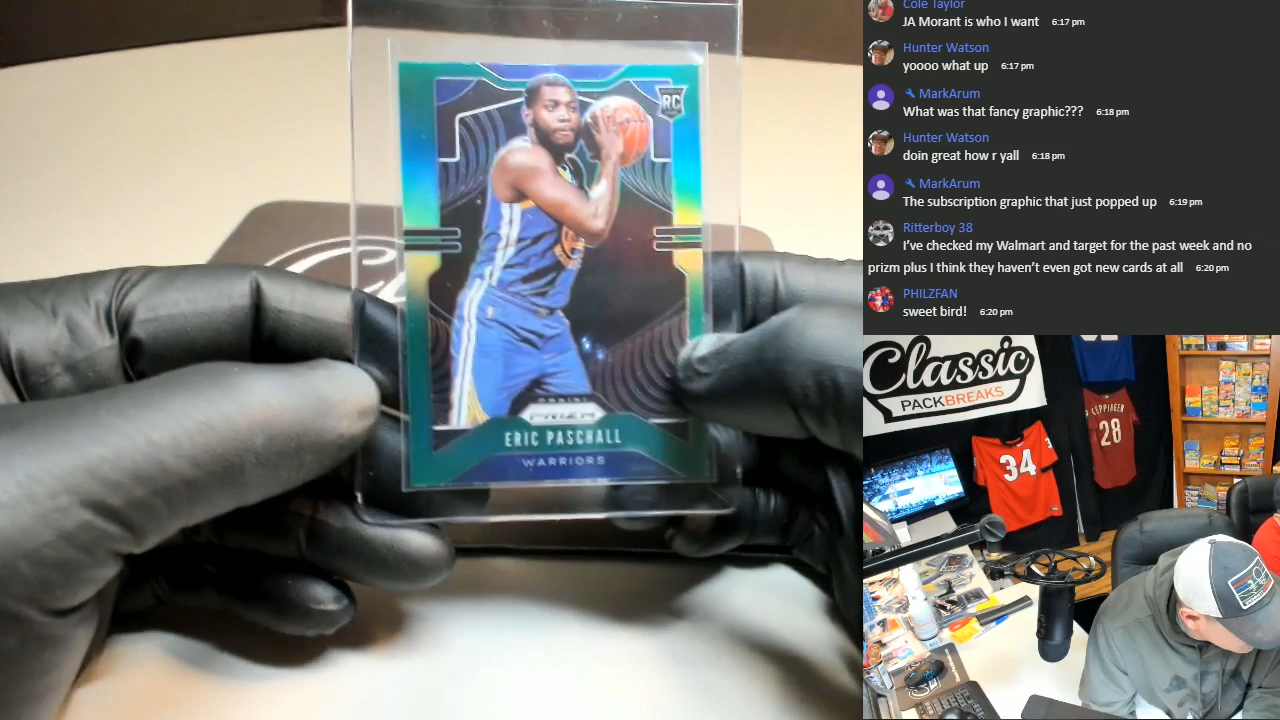 RC
PANINI
PRIZM
ERIC PASCHALL
WARRIORS
Cole Taylor
JA Morant is who I want 6:17 pm
Hunter Watson
yoooo what up 6:17 pm
MarkArum
What was that fancy graphic??? 6:18 pm
Hunter Watson
doin great how r yall 6:18 pm
MarkArum
The subscription graphic that just popped up 6:19 pm
Ritterboy 38
I've checked my Walmart and target for the past week and no
prizm plus I think they haven't even got new cards at all 6:20 pm
PHILZFAN
sweet bird! 6:20 pm
Classic
PACKBREAKS
34
LEPPINGER
28